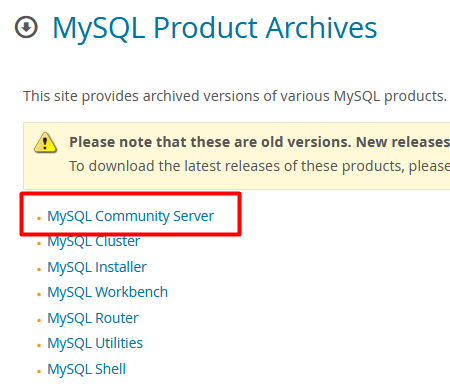 MySQL Product Archives
This site provides archived versions of various MySQL products.
Please note that these are old versions. New releases
To download the latest releases of these products, please
MySQL Community Server
MySQL Cluster
MySQL Installer
MySQL Workbench
MySQL Router
MySQL Utilities
MySQL Shell